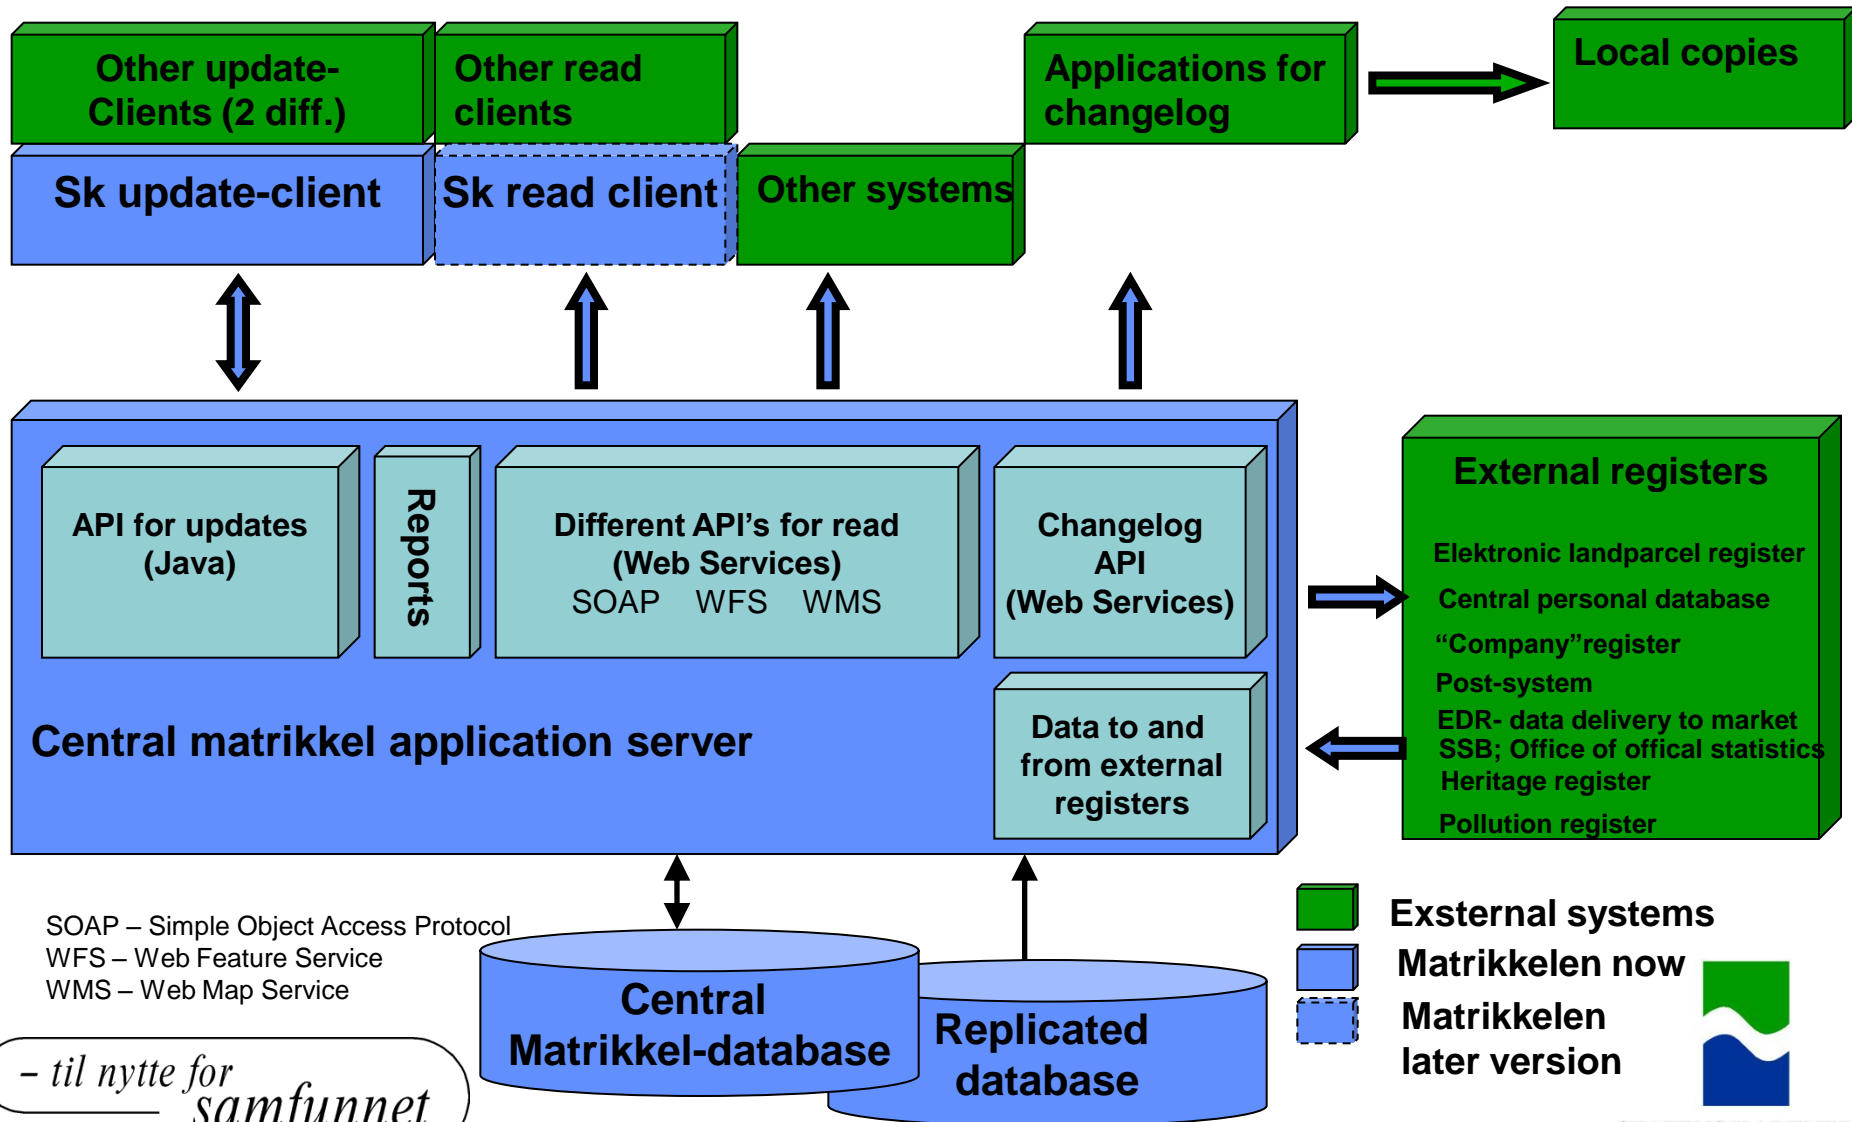 Other update-
Clients (2 diff.)
Other read
clients
Applications for
changelog
Local copies
Sk update-client
Sk read client
Other systems
API for updates
(Java)
Reports
Different API’s for read
(Web Services)
SOAP WFS WMS
Changelog
API
(Web Services)
Central matrikkel application server
Data to and
from external
registers
External registers
Elektronic landparcel register
Central personal database
“Company”register
Post-system
EDR- data delivery to market
SSB; Office of offical statistics
Heritage register
Pollution register
SOAP – Simple Object Access Protocol
WFS – Web Feature Service
WMS – Web Map Service
Central
Matrikkel-database
Replicated
database
Exsternal systems
Matrikkelen now
Matrikkelen
later version
– til nytte for
samfunnet